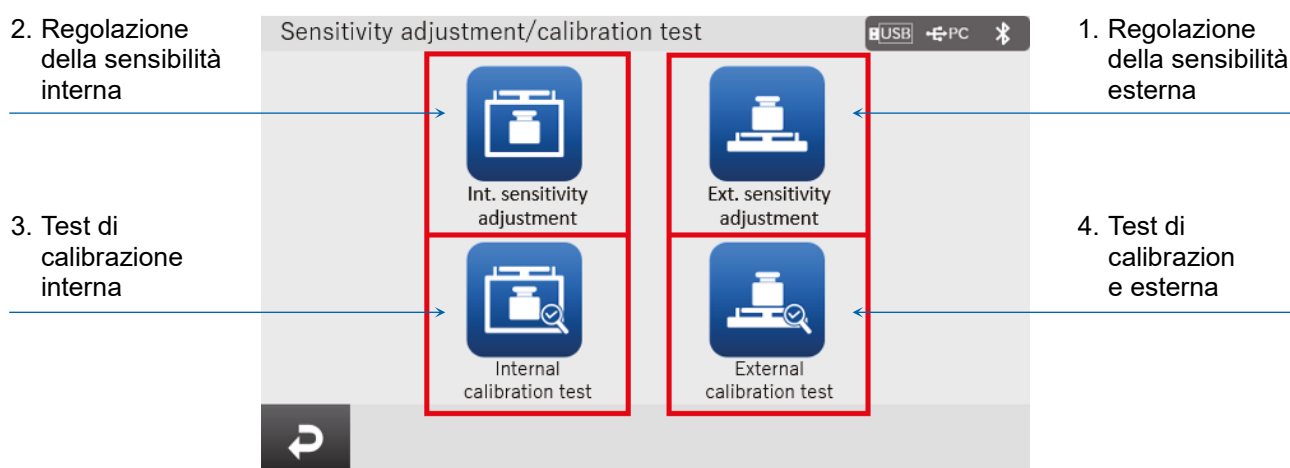 2. Regolazione
della sensibilità
interna
Sensitivity adjustment/calibration test
USB PC
1. Regolazione
della sensibilità
esterna
Int. sensitivity
adjustment
Ext. sensitivity
adjustment
3. Test di
calibrazione
interna
4. Test di
calibrazion
e esterna
Internal
calibration test
External
calibration test